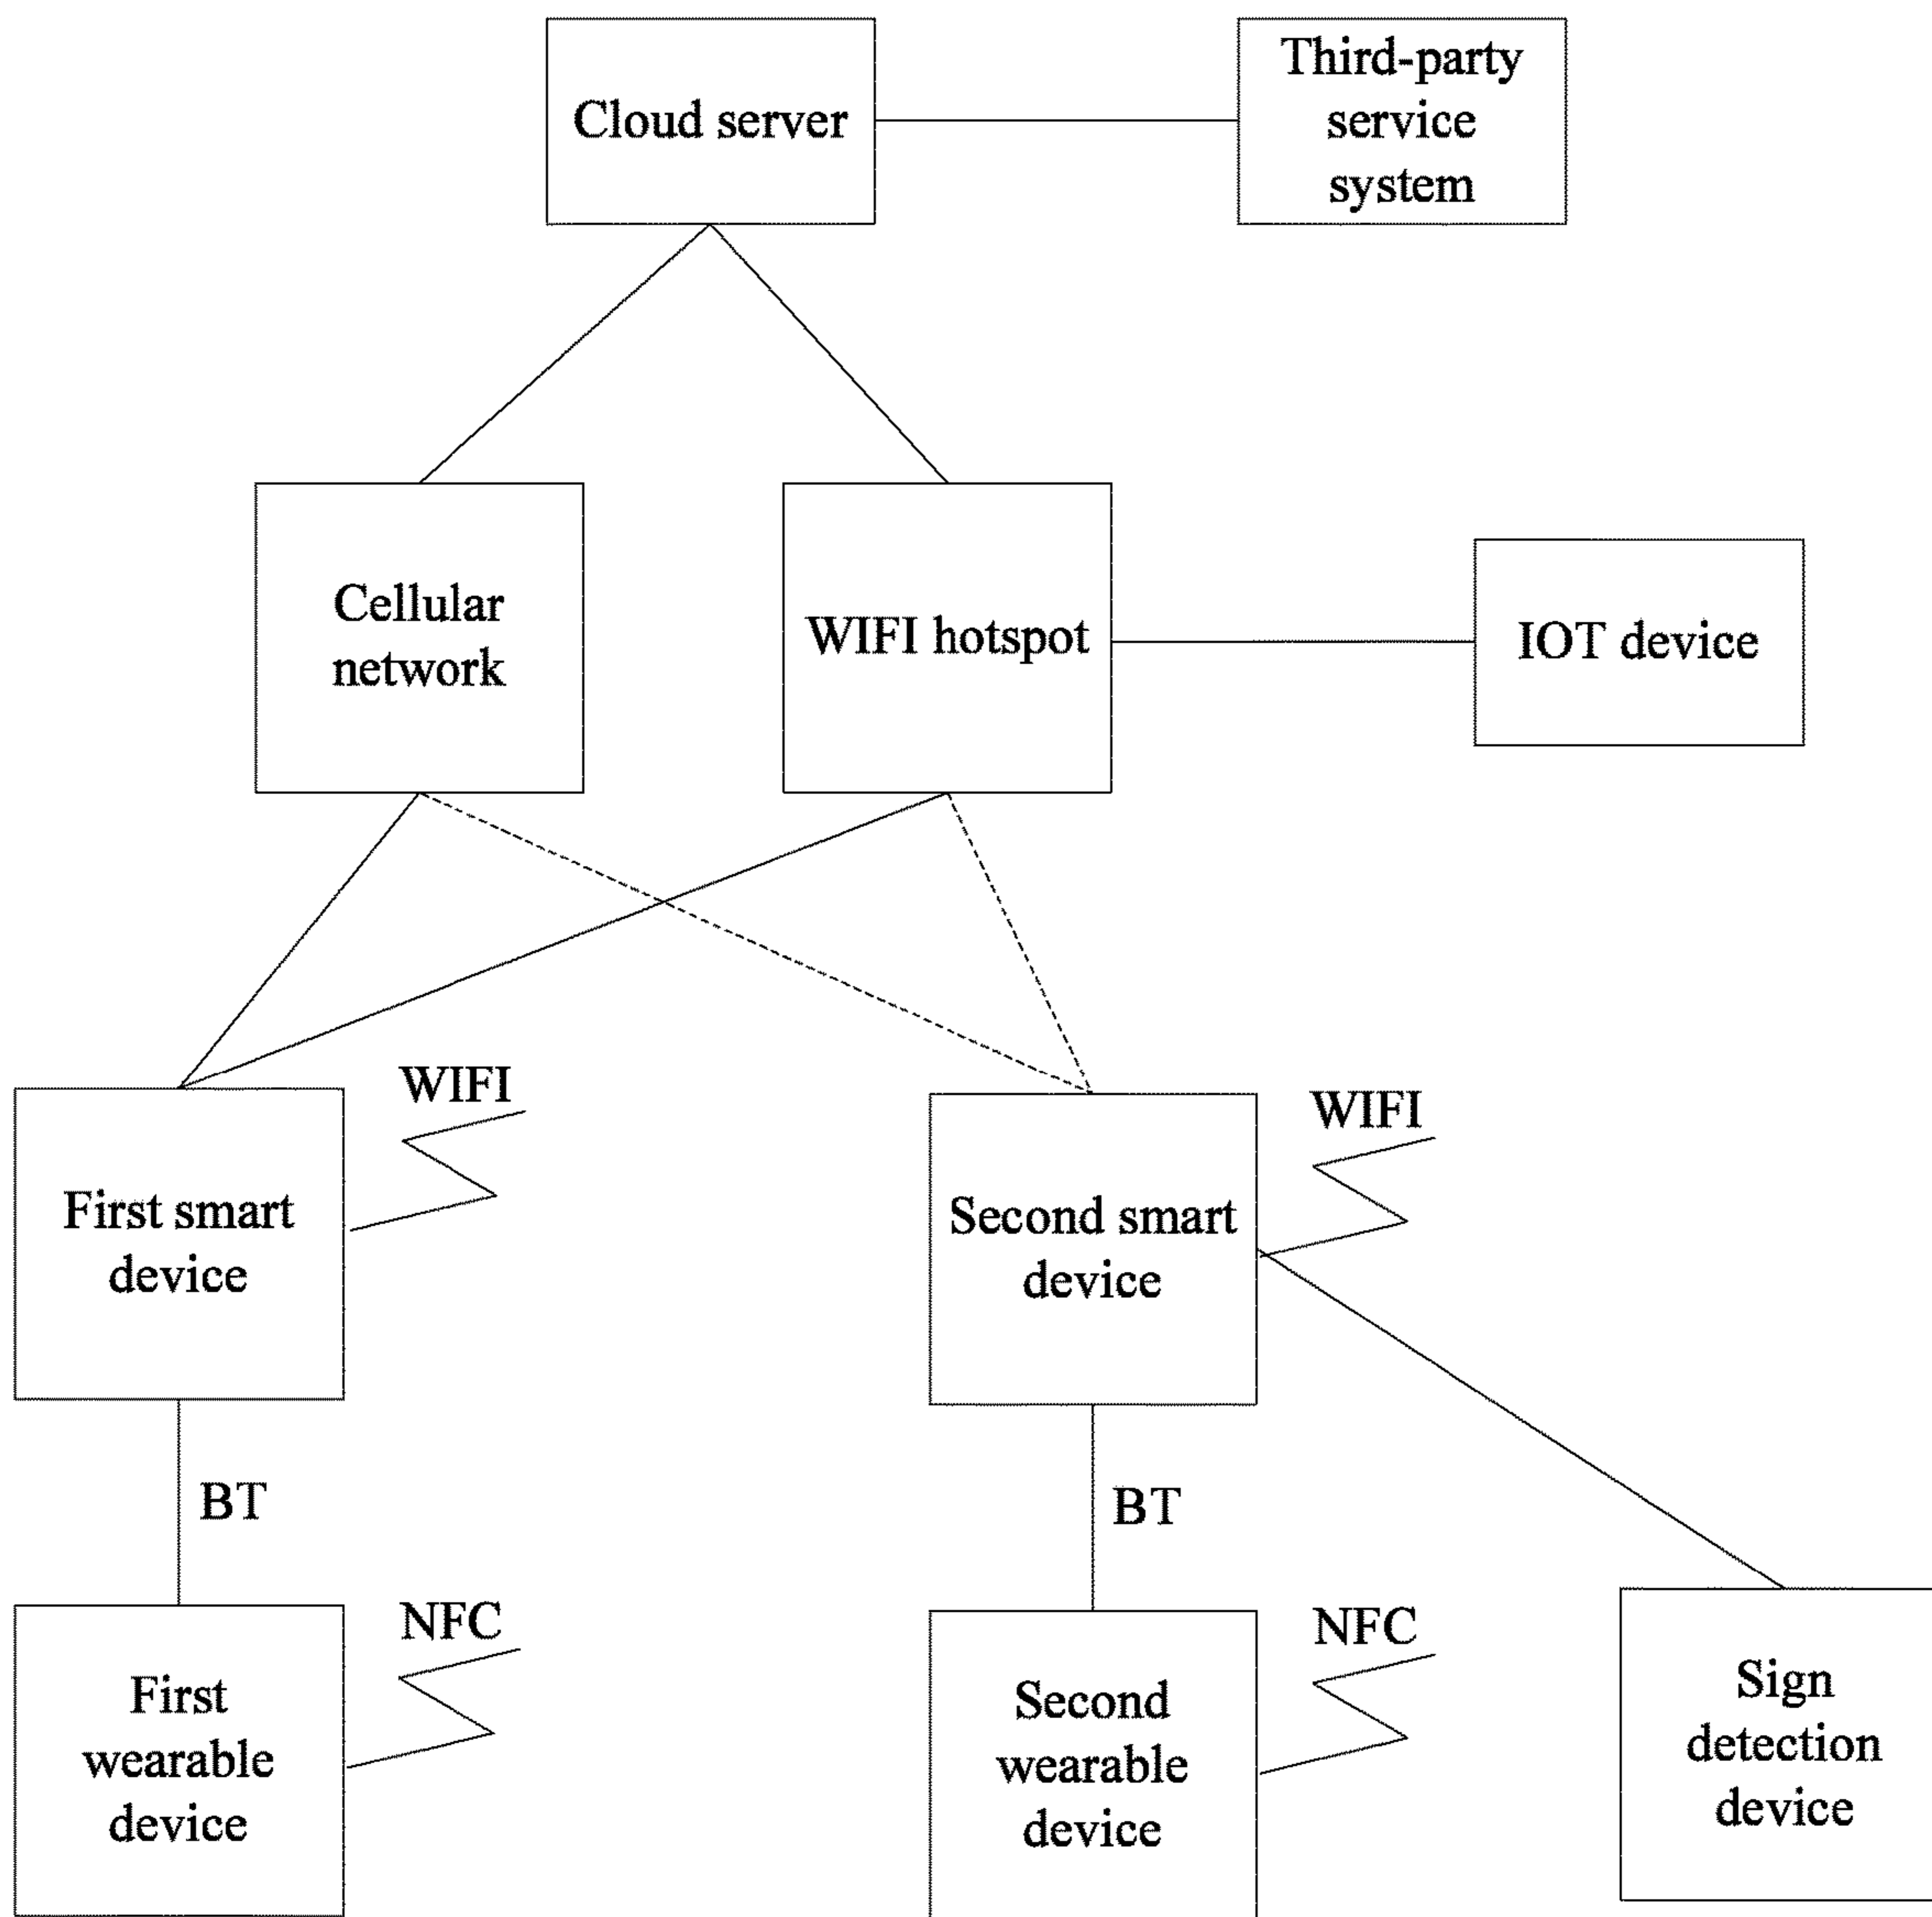 Cloud server
Third-party
service
system
Cellular
network
WIFI hotspot
IOT device
WIFI
First smart
device
WIFI
Second smart
device
BT
BT
NFC
First
wearable
device
NFC
Second
wearable
device
Sign
detection
device